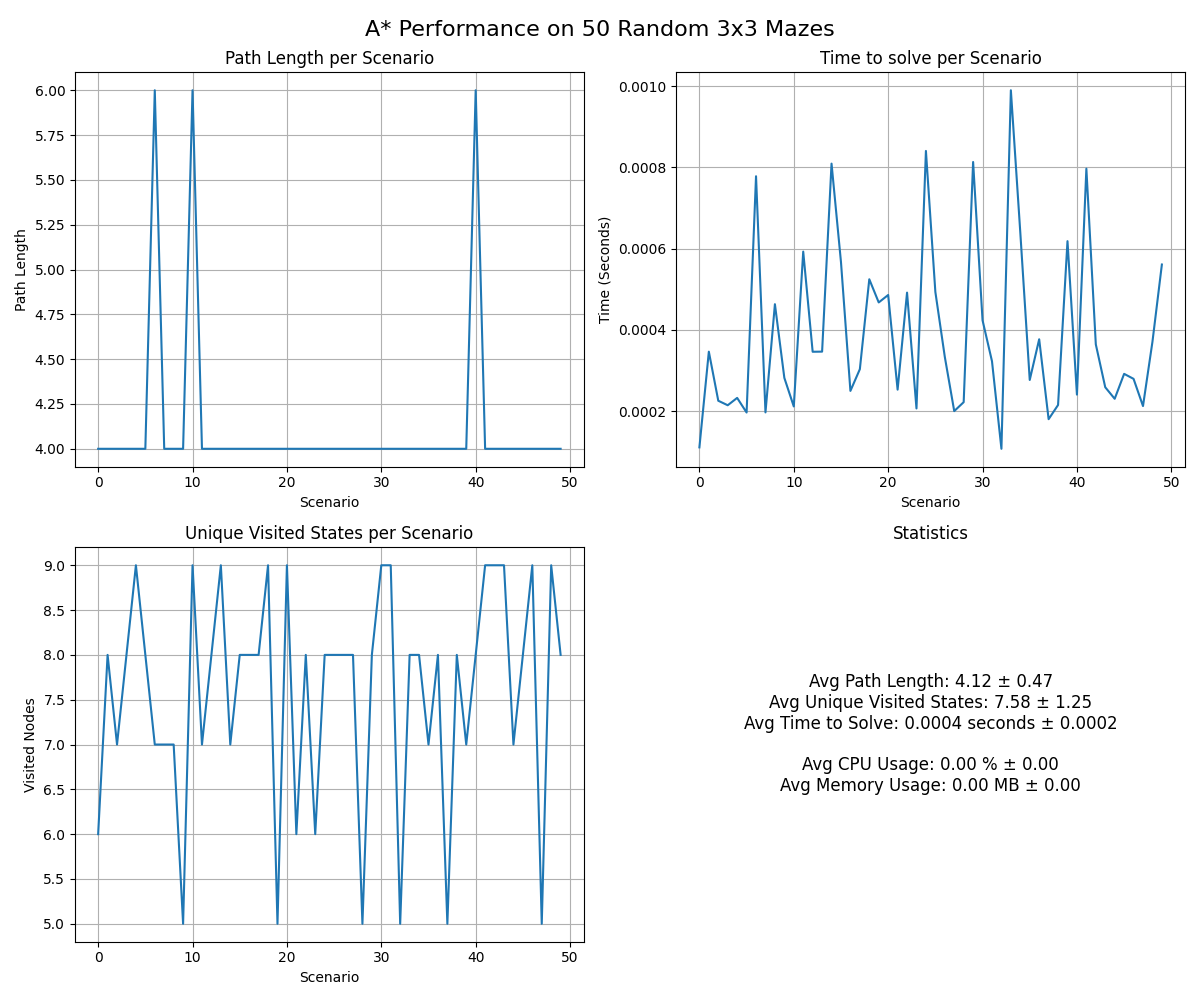 A* Performance on 50 Random 3x3 Mazes
Path Length per Scenario
6.00
5.75
5.50
5.25
5.00
4.75
4.50
4.25
4.00
Path Length
0
10
20
30
40
50
Scenario
Time to solve per Scenario
0.0010
0.0008
0.0006
0.0004
0.0002
Time (Seconds)
0
10
20
30
40
50
Scenario
Unique Visited States per Scenario
9.0
8.5
8.0
7.5
7.0
6.5
6.0
5.5
5.0
Visited Nodes
0
10
20
30
40
50
Scenario
Statistics
Avg Path Length: 4.12 ± 0.47
Avg Unique Visited States: 7.58 ± 1.25
Avg Time to Solve: 0.0004 seconds ± 0.0002
Avg CPU Usage: 0.00 % ± 0.00
Avg Memory Usage: 0.00 MB ± 0.00